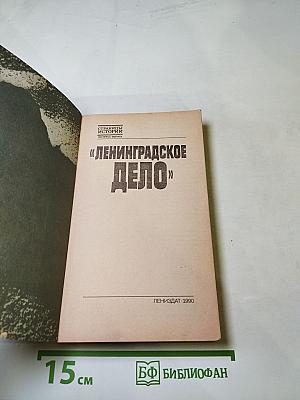 СТРАНИЦЫ
ИСТОРИИ
«ЛЕНИНГРАДСКОЕ
ДЕЛО»
ЛЕНИЗДАТ·1990
15 см
БФ БИБЛИОФАН